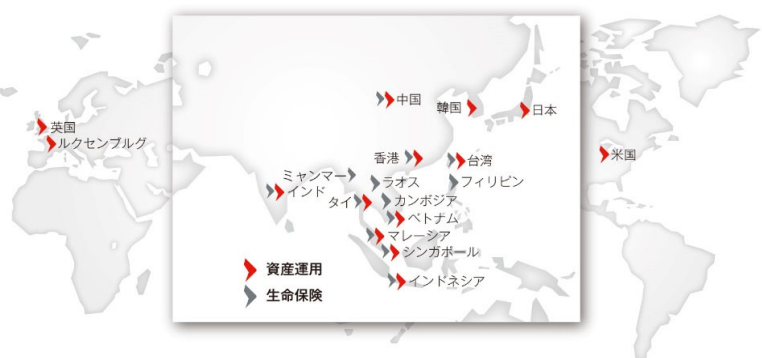 中国
韓国
日本
英国
ルクセンブルグ
香港
台湾
米国
ミャンマー
ラオス
フィリピン
インド
タイ
カンボジア
ベトナム
マレーシア
シンガポール
資産運用
インドネシア
生命保険